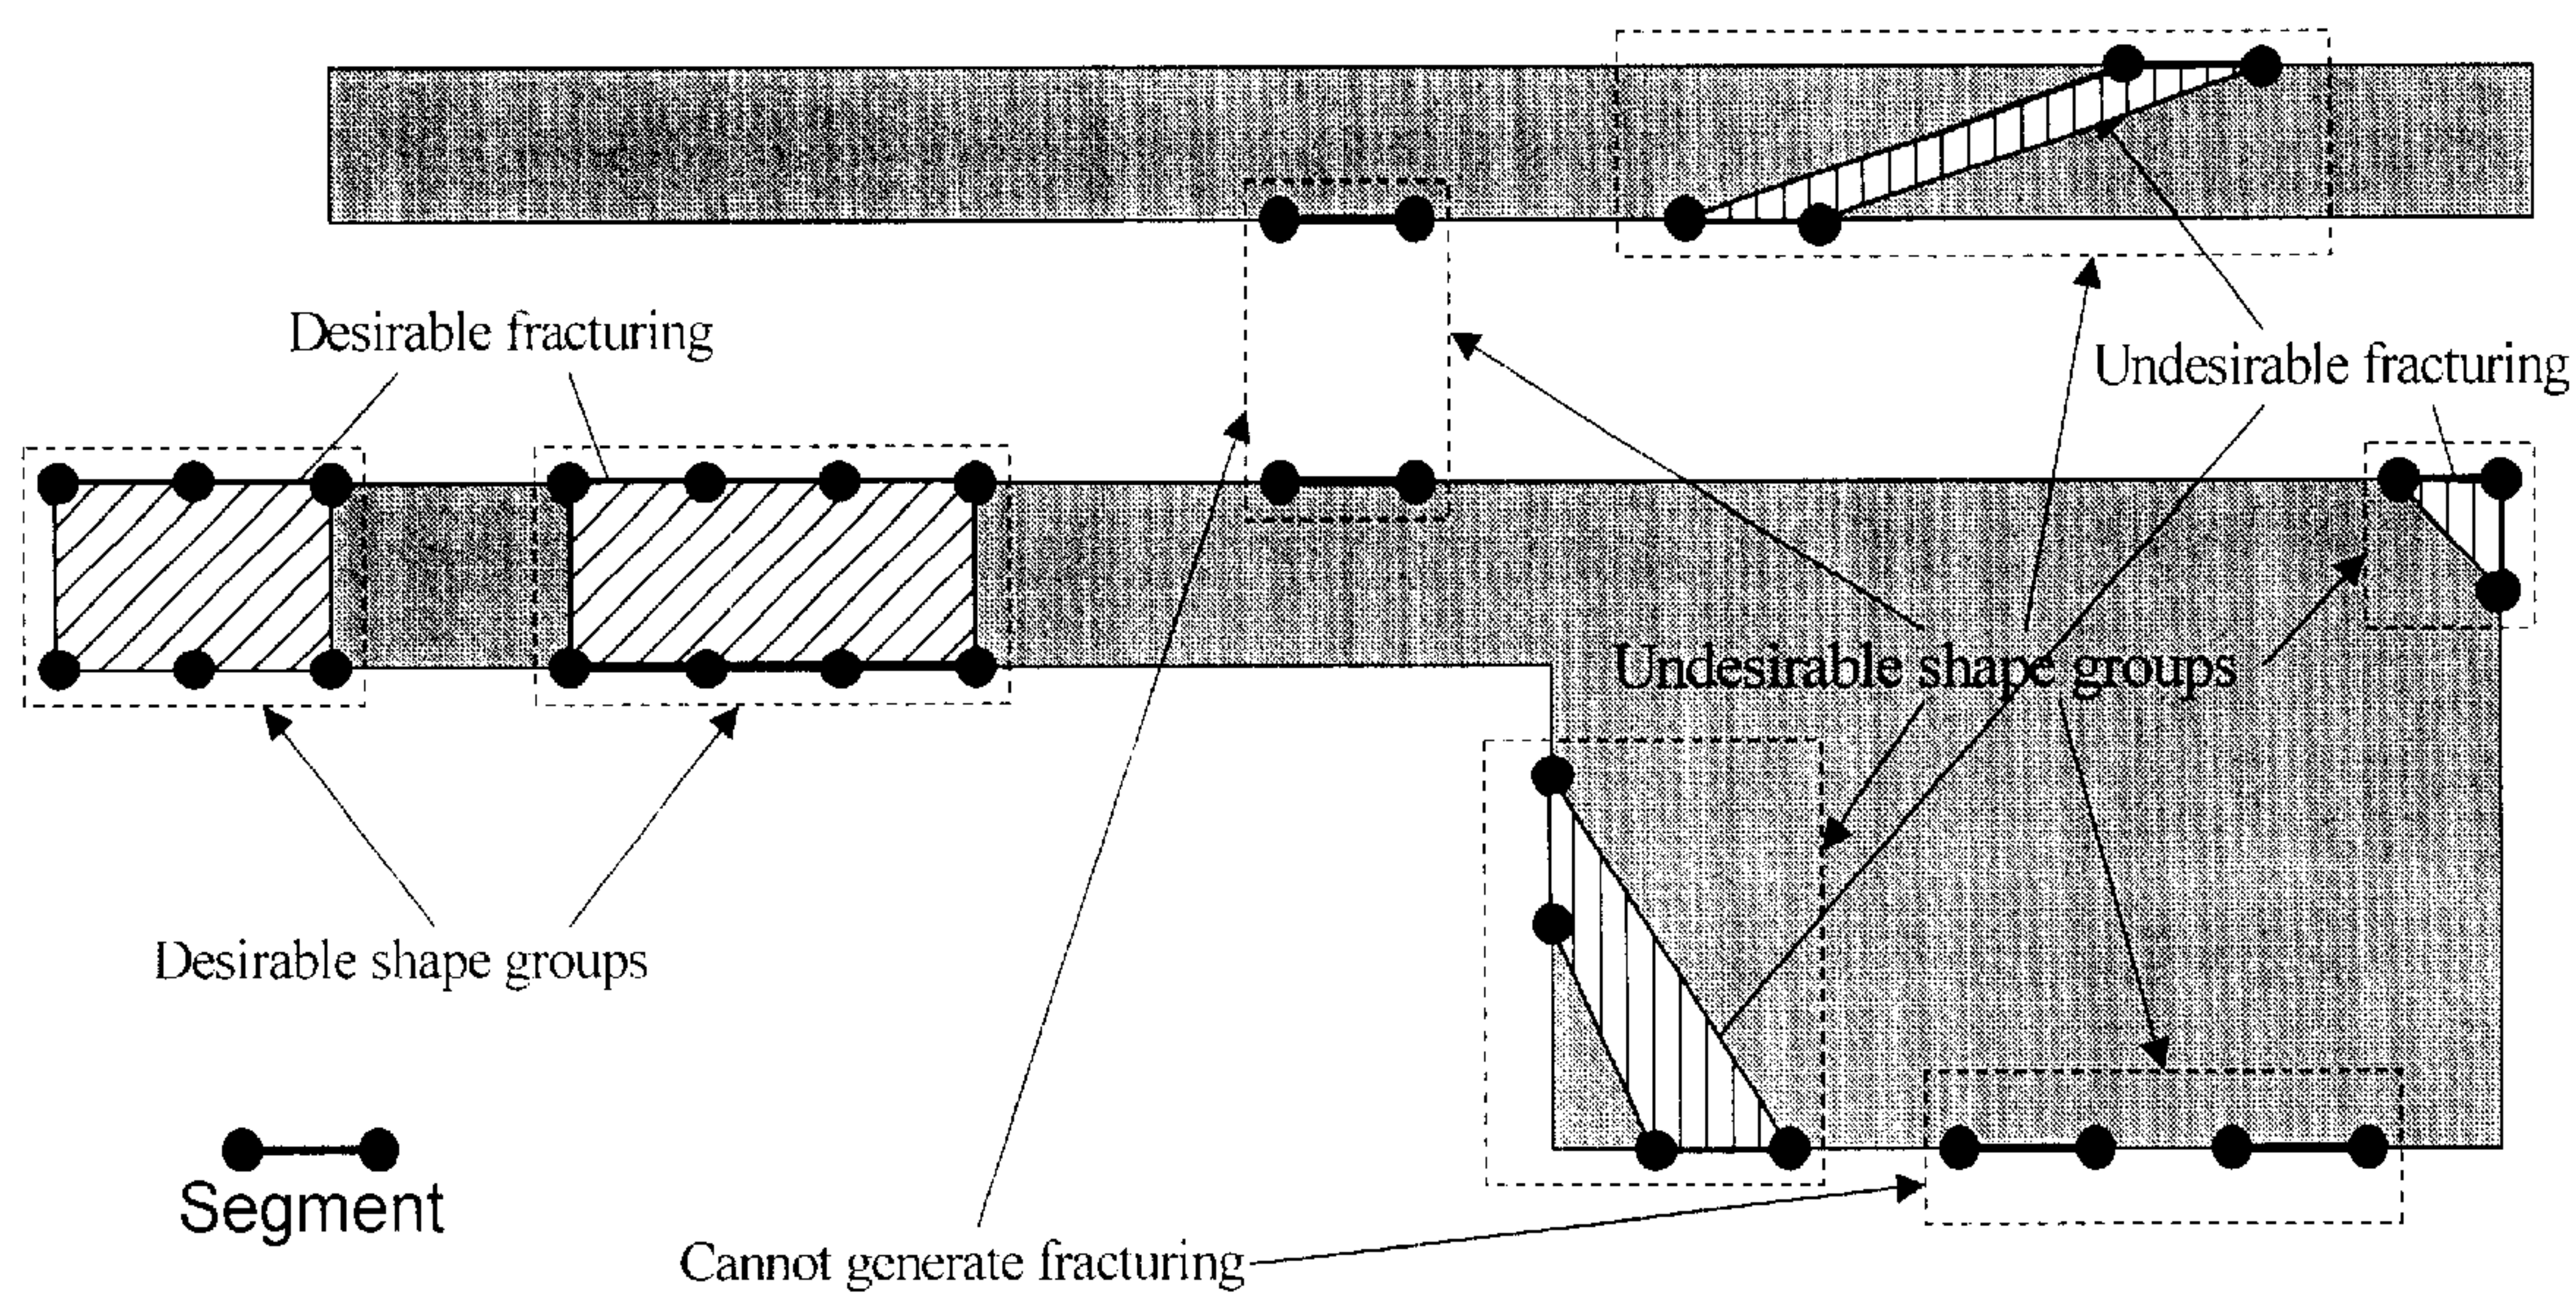 Desirable fracturing
Undesirable fracturing
Undesirable shape groups
Desirable shape groups
Segment
Cannot generate fracturing